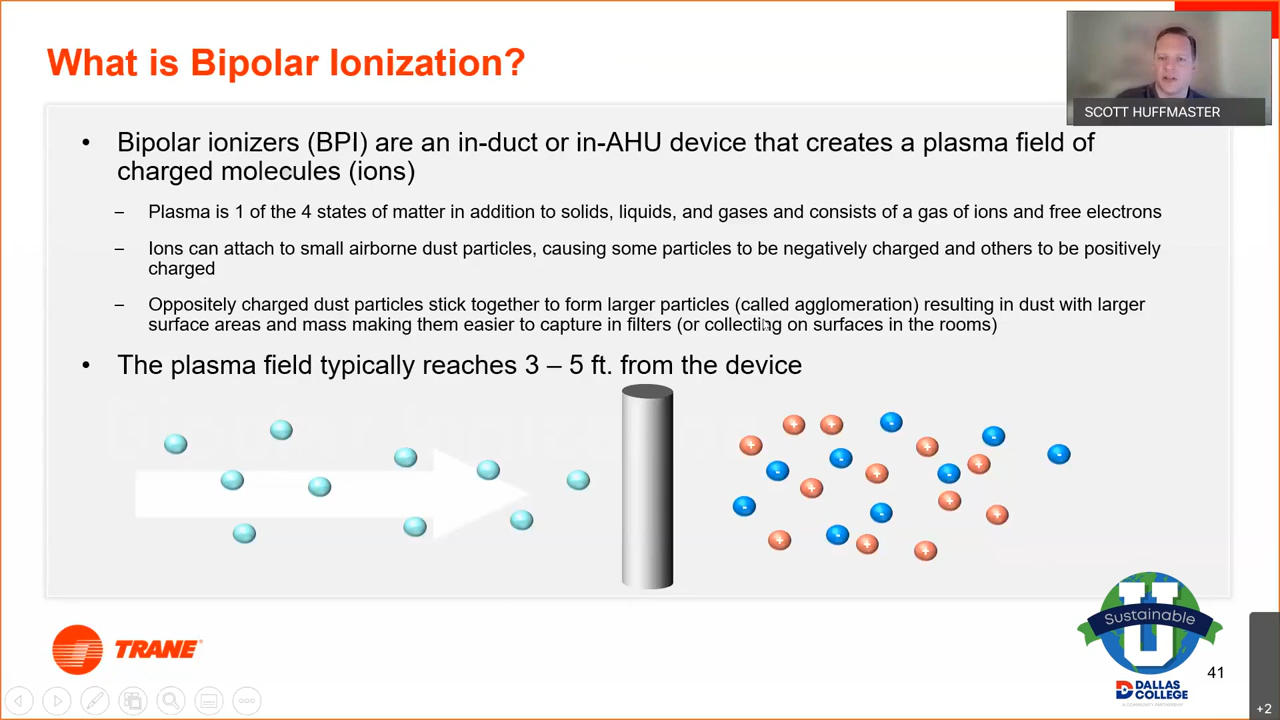 What is Bipolar Ionization?
SCOTT HUFFMASTER
• Bipolar ionizers (BPI) are an in-duct or in-AHU device that creates a plasma field of
charged molecules (ions)
– Plasma is 1 of the 4 states of matter in addition to solids, liquids, and gases and consists of a gas of ions and free electrons
– Ions can attach to small airborne dust particles, causing some particles to be negatively charged and others to be positively
charged
– Oppositely charged dust particles stick together to form larger particles (called agglomeration) resulting in dust with larger
surface areas and mass making them easier to capture in filters (or collecting on surfaces in the rooms)
• The plasma field typically reaches 3 – 5 ft. from the device
TRANE
U
Sustainable
DALLAS
COLLEGE
A COMMUNITY PARTNERSHIP
41
+2